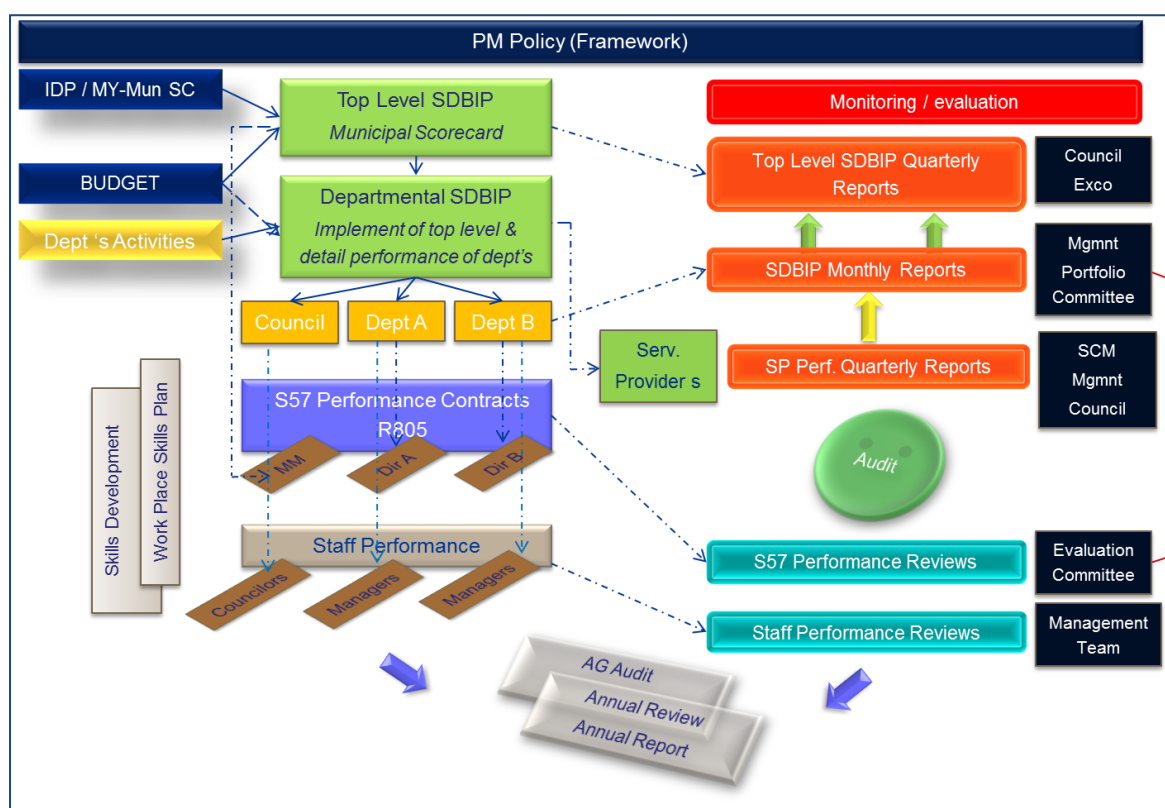 PM Policy (Framework)
IDP / MY-Mun SC
BUDGET
Dept ‘s Activities
Top Level SDBIP
Municipal Scorecard
Departmental SDBIP
Implement of top level &
detail performance of dept’s
Council
Dept A
Dept B
Serv.
Provider s
S57 Performance Contracts
R805
MM
Dir A
Dir B
Skills Development
Work Place Skills Plan
Staff Performance
Councilors
Managers
Managers
Monitoring / evaluation
Top Level SDBIP Quarterly
Reports
Council
Exco
SDBIP Monthly Reports
Mgmnt
Portfolio
Committee
SP Perf. Quarterly Reports
SCM
Mgmnt
Council
Audit
S57 Performance Reviews
Evaluation
Committee
Staff Performance Reviews
Management
Team
AG Audit
Annual Review
Annual Report